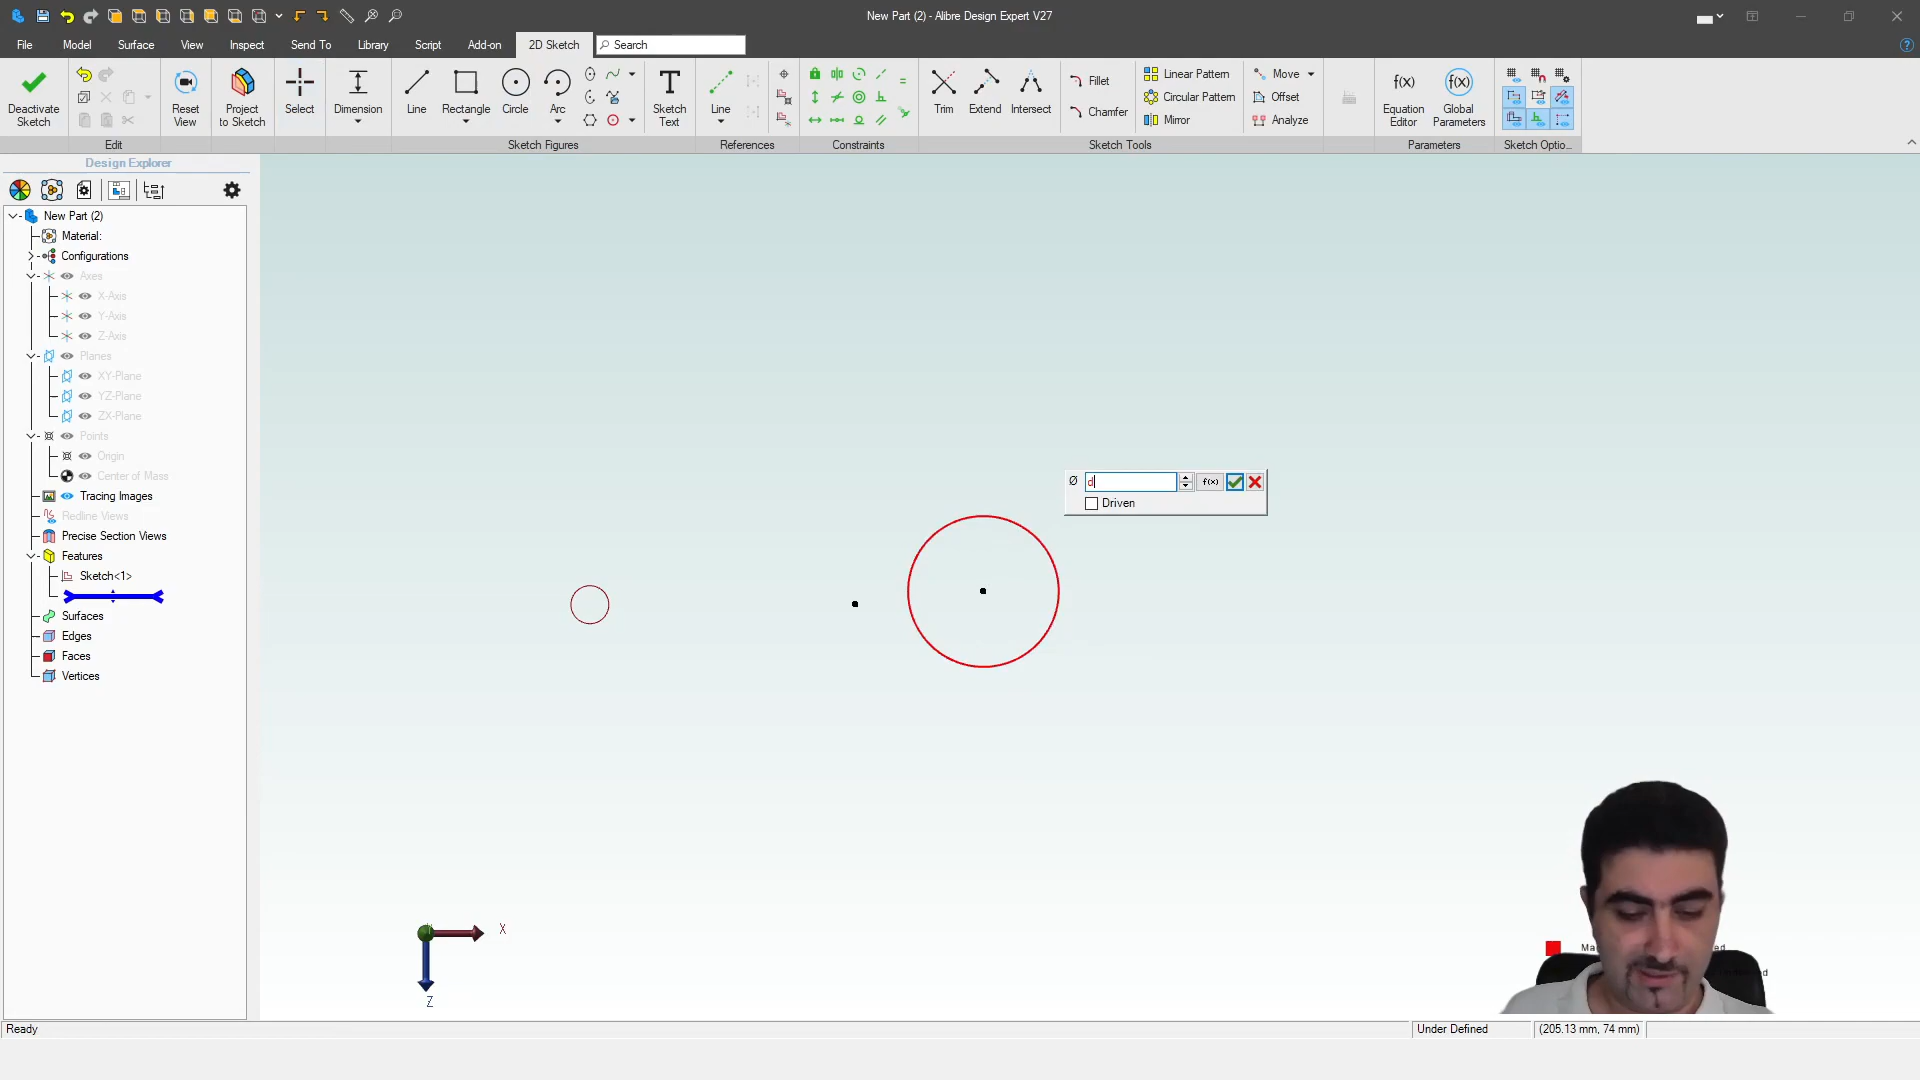 New Part (2) - Alibre Design Expert V27
File
Model
Surface
View
Inspect
Send To
Library
Script
Add-on
2D Sketch
Search
Deactivate
Sketch
Reset
View
Project
to Sketch
Select
Dimension
Line
Rectangle
Circle
Arc
Sketch
Text
Line
Trim
Extend
Intersect
Fillet
Chamfer
Linear Pattern
Circular Pattern
Mirror
Move
Offset
Analyze
f(x)
Equation
Editor
f(x)
Global
Parameters
Edit
Sketch Figures
References
Constraints
Sketch Tools
Parameters
Sketch Optio...
Design Explorer
New Part (2)
Material:
Configurations
Axes
X-Axis
Y-Axis
Z-Axis
Planes
XY-Plane
YZ-Plane
ZX-Plane
Points
Origin
Center of Mass
Tracing Images
Redline Views
Precise Section Views
Features
Sketch<1>
Surfaces
Edges
Faces
Vertices
Ø d f(x)
Driven
X
Z
Ready
Under Defined
(205.13 mm, 74 mm)